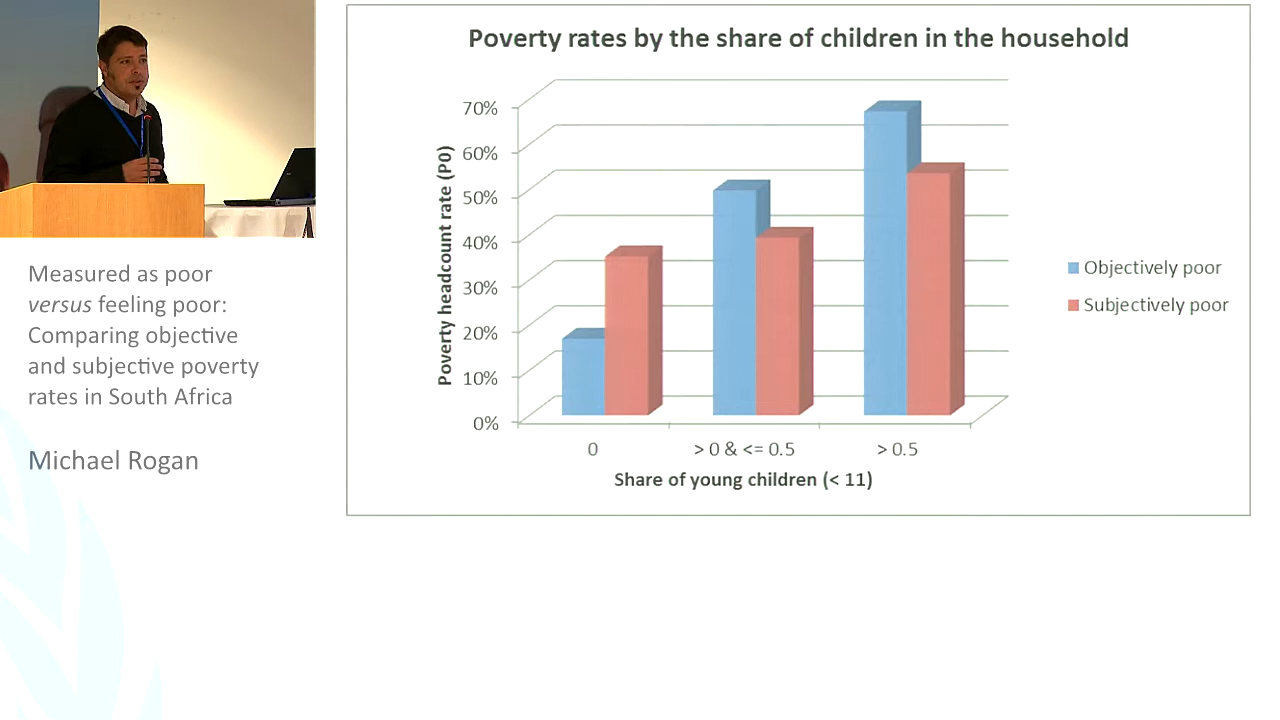 Measured as poor
versus feeling poor:
Comparing objective
and subjective poverty
rates in South Africa
Michael Rogan
Poverty rates by the share of children in the household
Poverty headcount rate (P0)
70%
60%
50%
40%
30%
20%
10%
0%
0
> 0 & <= 0.5
> 0.5
Share of young children (< 11)
Objectively poor
Subjectively poor